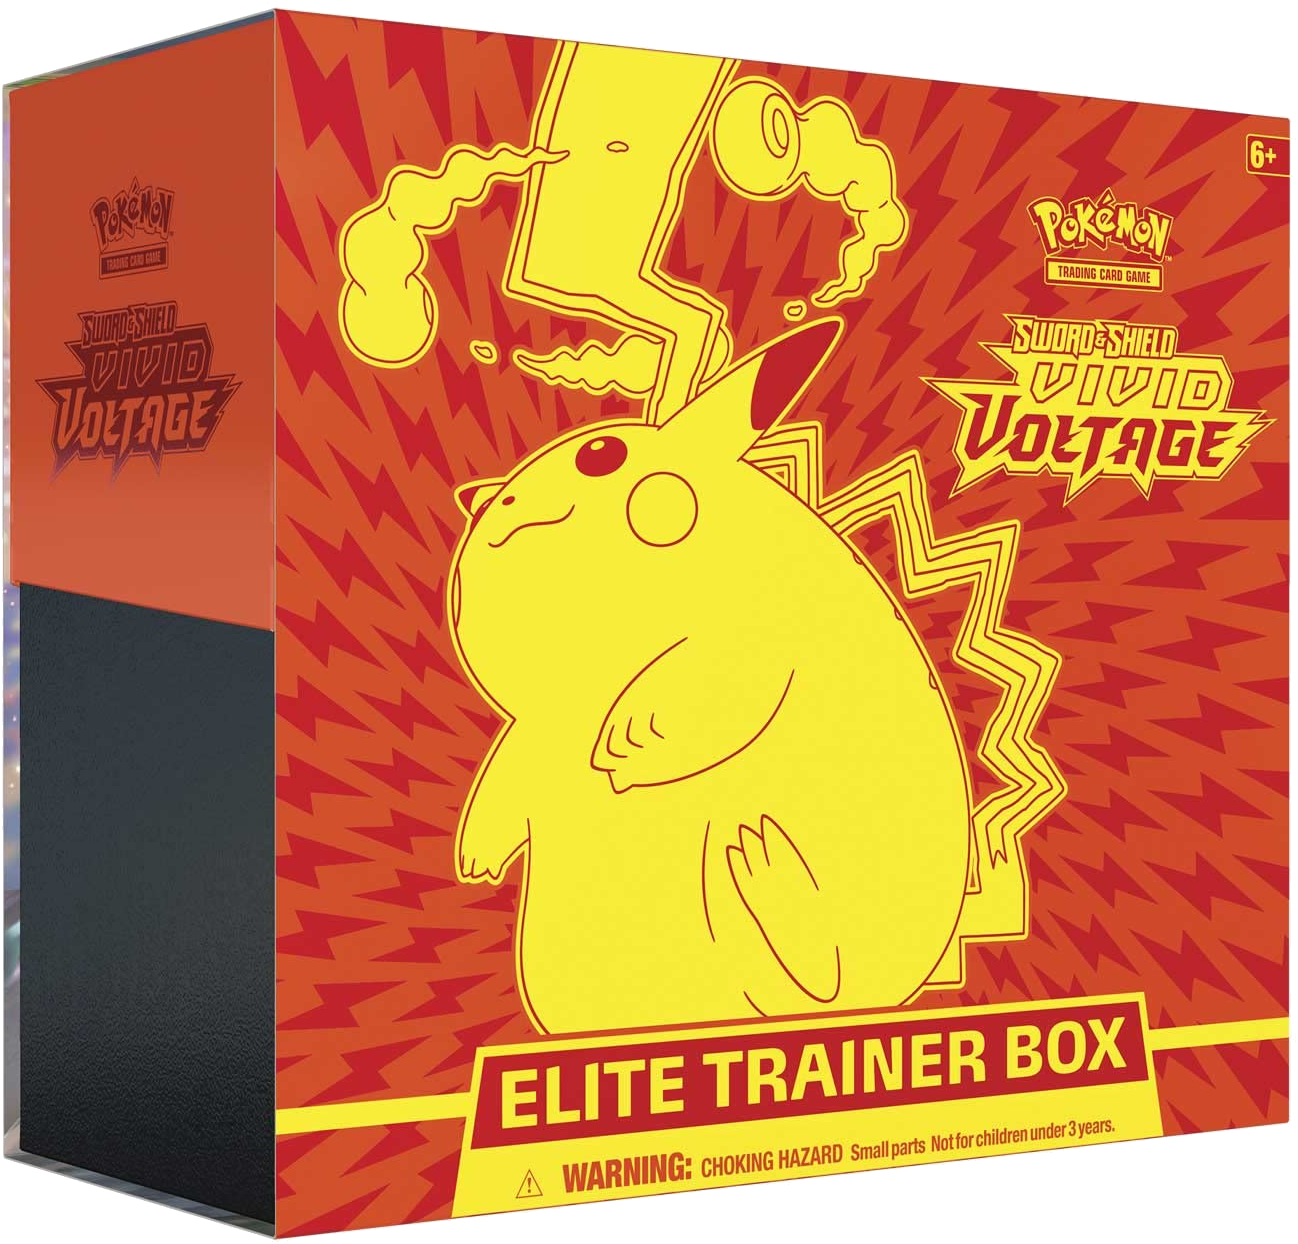 POKéMON
TRADING CARD GAME
SWORD & SHIELD
VIVID
VOLTAGE
6+
POKéMON™
TRADING CARD GAME
SWORD & SHIELD
VIVID
VOLTAGE
ELITE TRAINER BOX
WARNING: CHOKING HAZARD Small parts Not for children under 3 years.